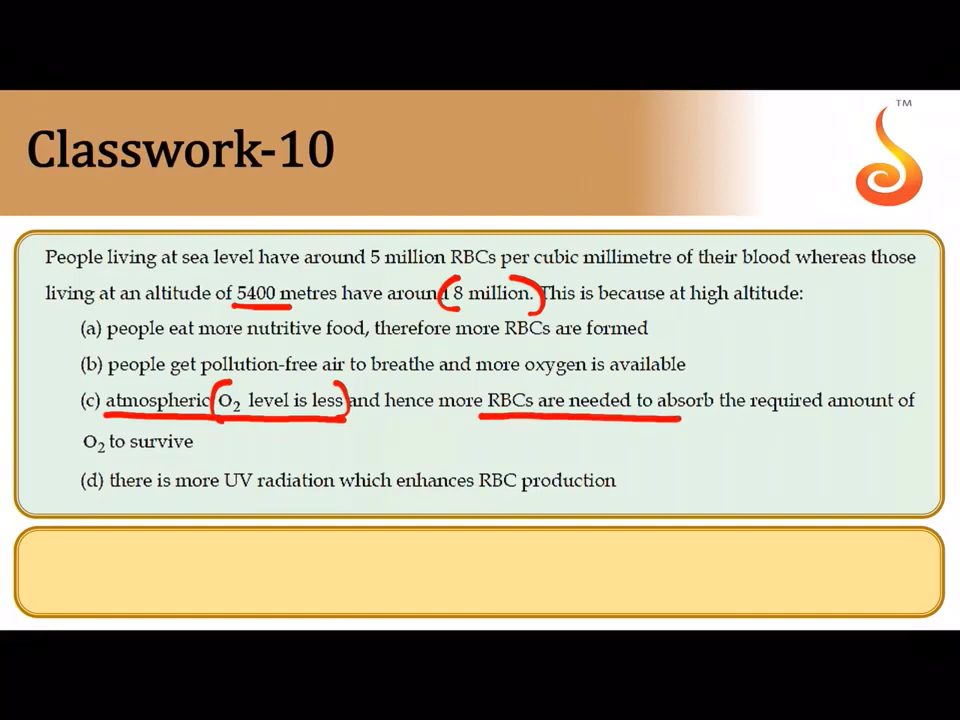 TM
Classwork-10
People living at sea level have around 5 million RBCs per cubic millimetre of their blood whereas those
living at an altitude of 5400 metres have around 8 million. This is because at high altitude:
(a) people eat more nutritive food, therefore more RBCs are formed
(b) people get pollution-free air to breathe and more oxygen is available
(c) atmospheric O₂ level is less and hence more RBCs are needed to absorb the required amount of
O₂ to survive
(d) there is more UV radiation which enhances RBC production